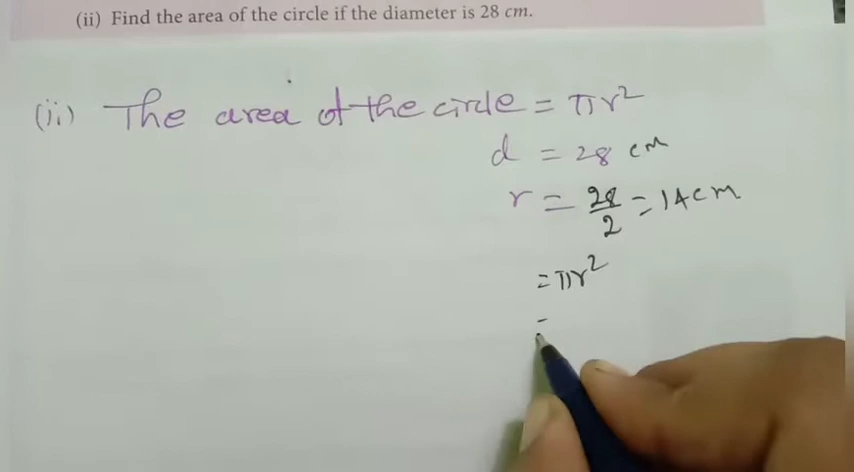 (ii) Find the area of the circle if the diameter is 28 cm.
(ii) The area of the circle = πr²
d = 28 cm
r = 28/2 = 14 cm
= πr²
=